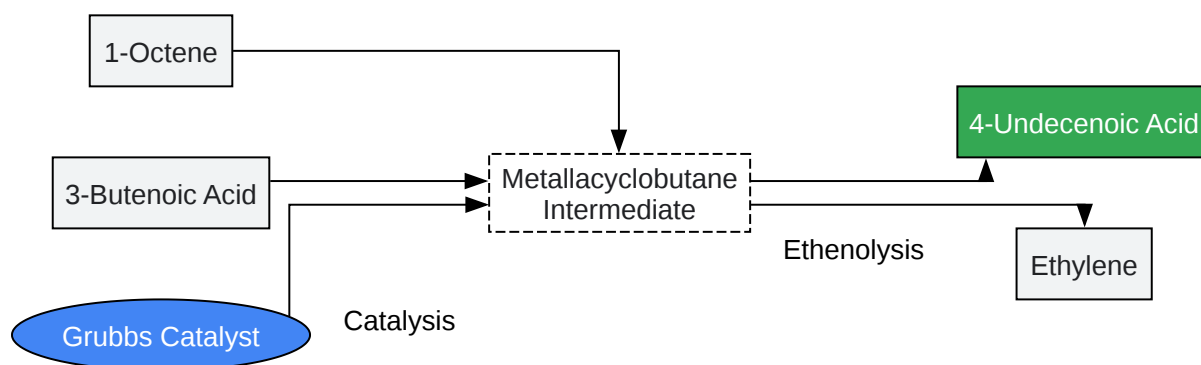 1-Octene
4-Undecenoic Acid
3-Butenoic Acid
Metallacyclobutane
Intermediate
Ethenolysis
Ethylene
Grubbs Catalyst
Catalysis